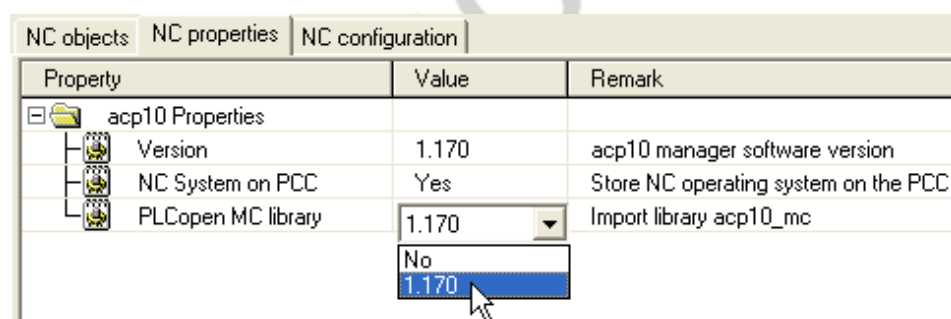 NC objects NC properties NC configuration
Property Value Remark
acp10 Properties
Version 1.170 acp10 manager software version
NC System on PCC Yes Store NC operating system on the PCC
PLCopen MC library 1.170 Import library acp10_mc
No
1.170